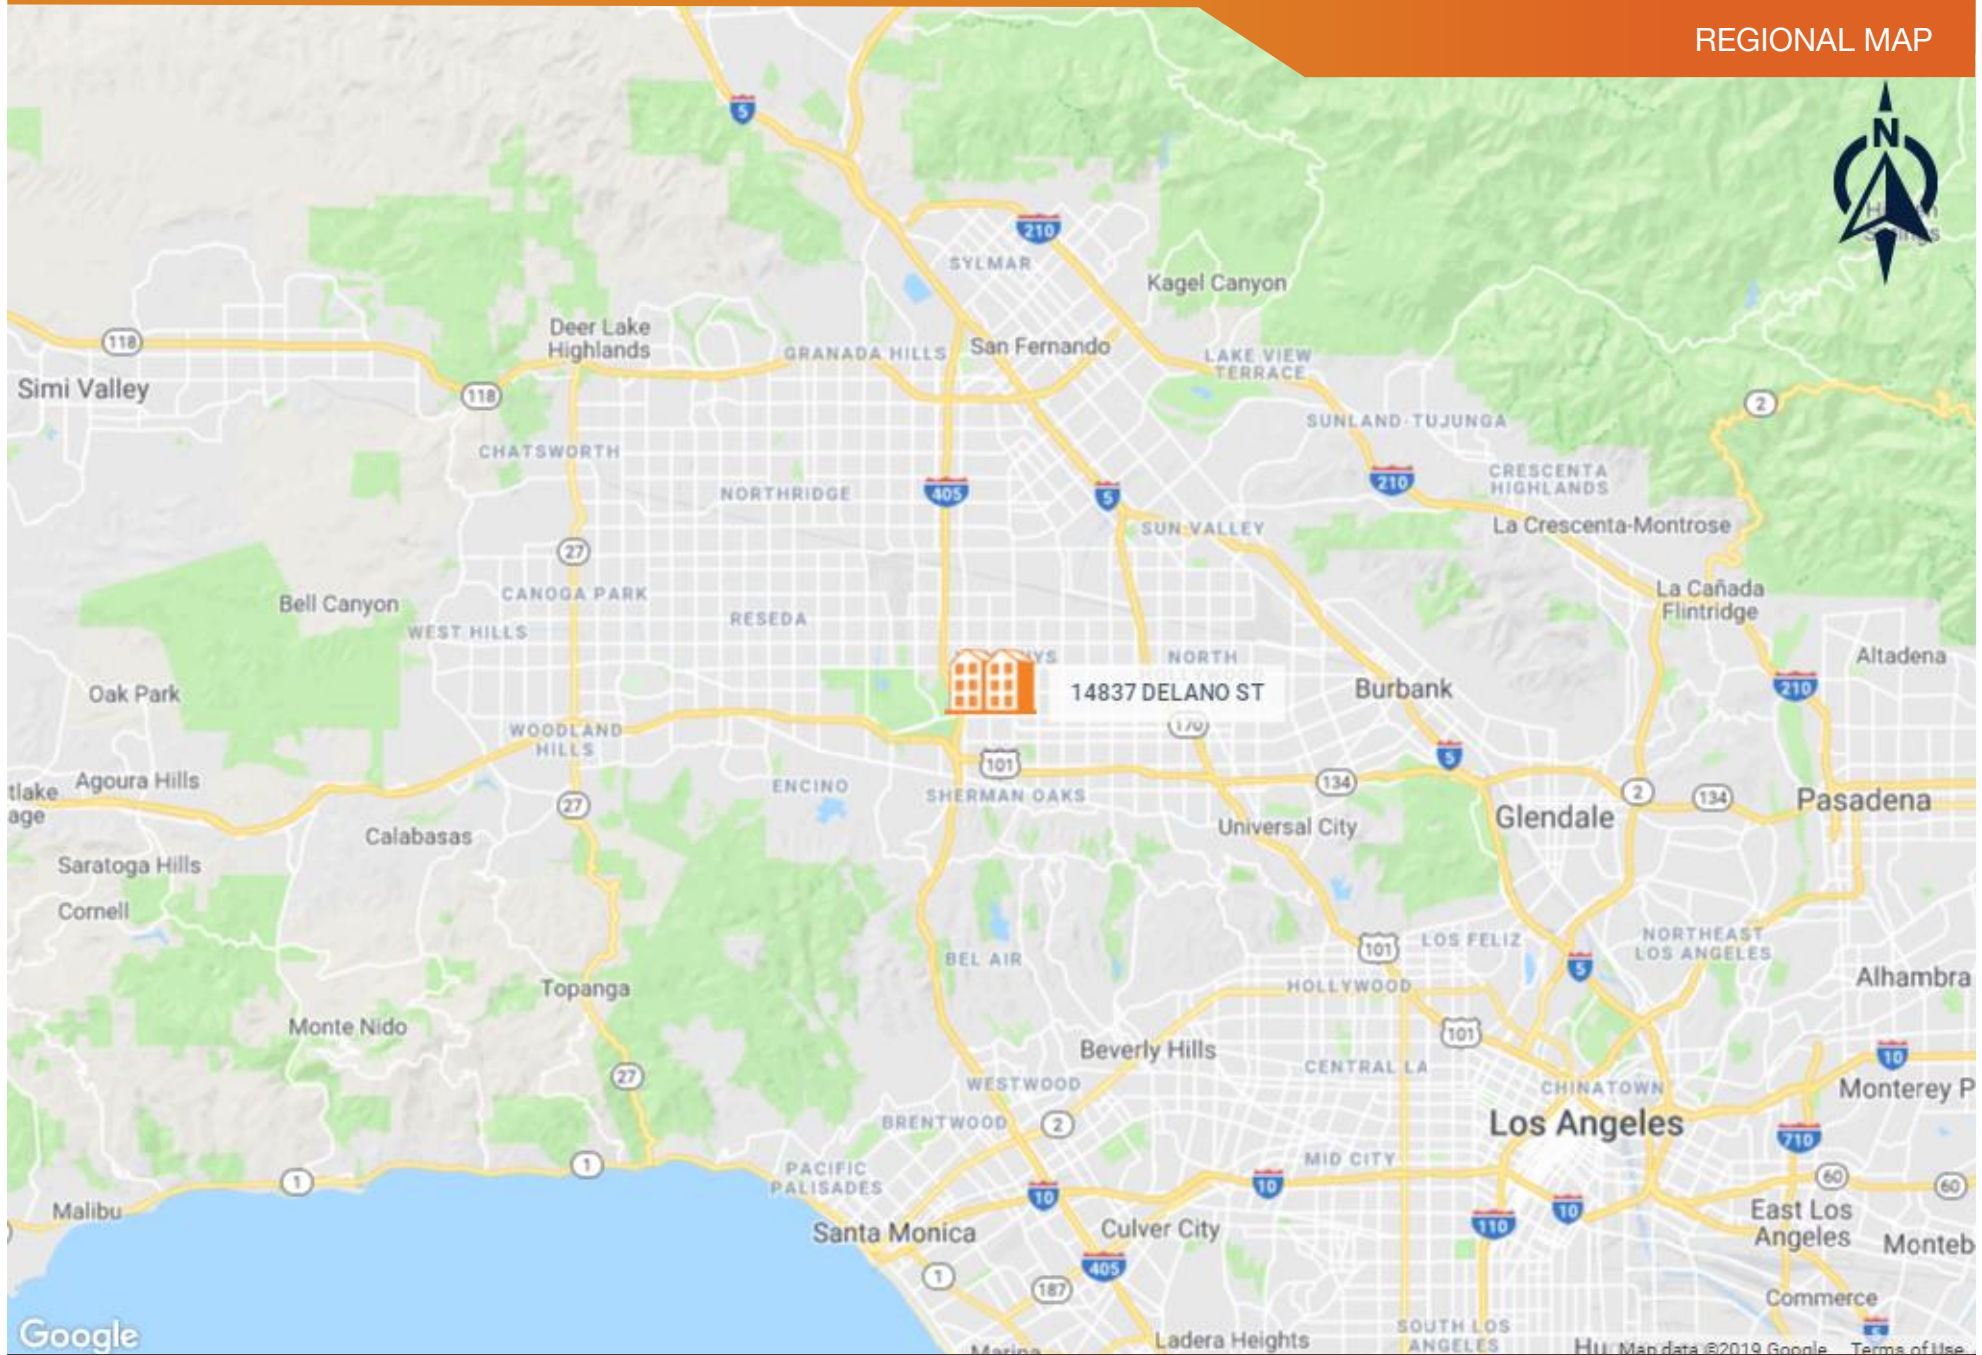 REGIONAL MAP
N
5
210
SYLMAR
Kagel Canyon
118
Deer Lake
Highlands
GRANADA HILLS
San Fernando
LAKE VIEW
TERRACE
Simi Valley
118
2
SUNLAND-TUJUNGA
CHATSWORTH
NORTHRIDGE
405
5
210
CRESCENTA
HIGHLANDS
SUN VALLEY
La Crescenta-Montrose
27
CANOGA PARK
Bell Canyon
WEST HILLS
RESEDA
La Cañada
Flintridge
NORTH
Altadena
Oak Park
14837 DELANO ST
Burbank
210
WOODLAND
HILLS
170
5
101
Agoura Hills
ENCINO
SHERMAN OAKS
134
2
134
Pasadena
27
Glendale
Calabasas
Universal City
Saratoga Hills
Cornell
101
LOS FELIZ
NORTHEAST
LOS ANGELES
BEL AIR
5
Alhambra
Topanga
HOLLYWOOD
Monte Nido
101
Beverly Hills
10
27
WESTWOOD
CENTRAL LA
CHINATOWN
Monterey P
BRENTWOOD
2
Los Angeles
710
1
1
PACIFIC
PALISADES
MID CITY
10
10
60
60
Malibu
Santa Monica
Culver City
110
10
East Los
Angeles
Monteb
1
187
405
Commerce
Google
Ladera Heights
SOUTH LOS
ANGELES
5
Map data ©2019 Google
Terms of Use